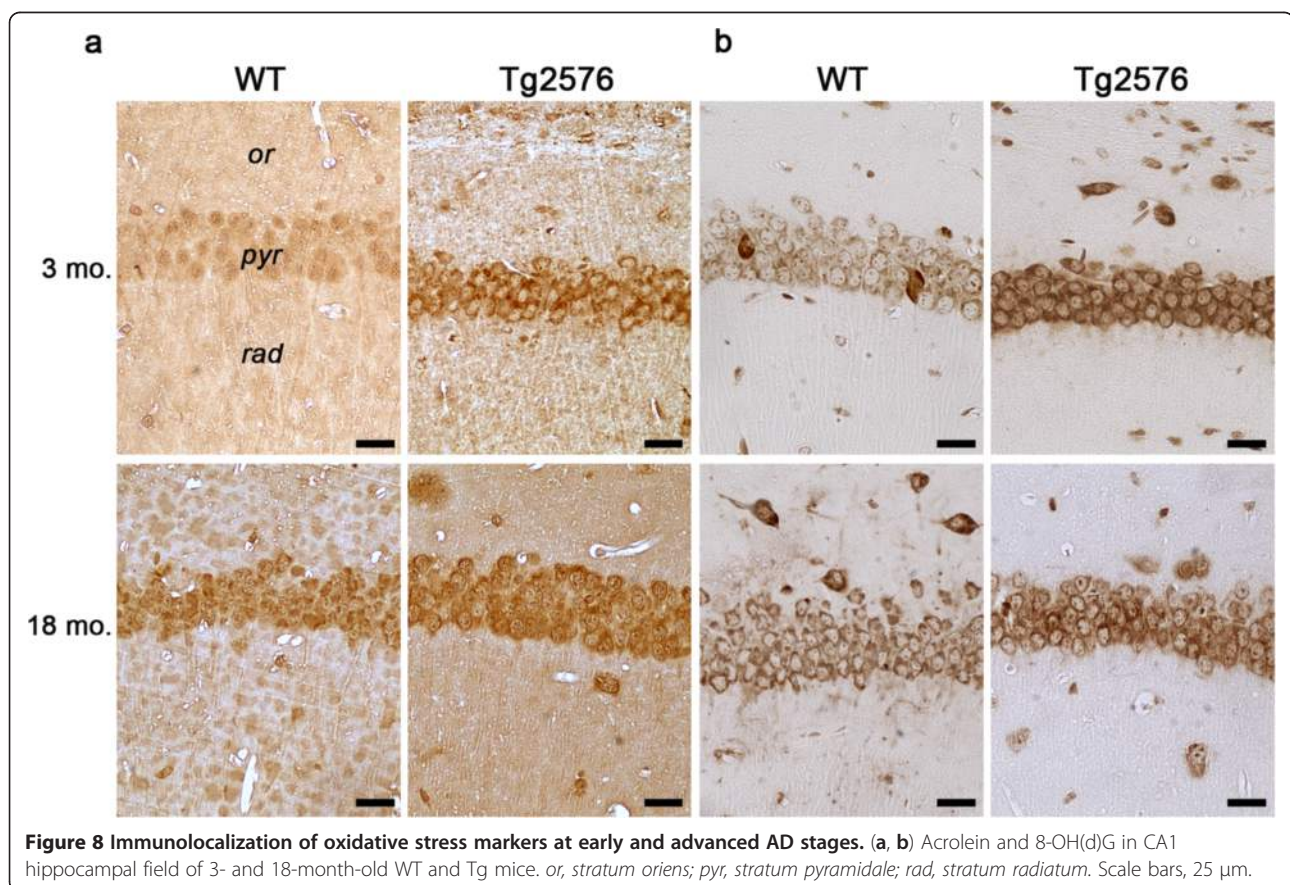 a
b
WT
Tg2576
WT
Tg2576
or
pyr
rad
3 mo.
18 mo.
Figure 8 Immunolocalization of oxidative stress markers at early and advanced AD stages. (a, b) Acrolein and 8-OH(d)G in CA1
hippocampal field of 3- and 18-month-old WT and Tg mice. or, stratum oriens; pyr, stratum pyramidale; rad, stratum radiatum. Scale bars, 25 μm.